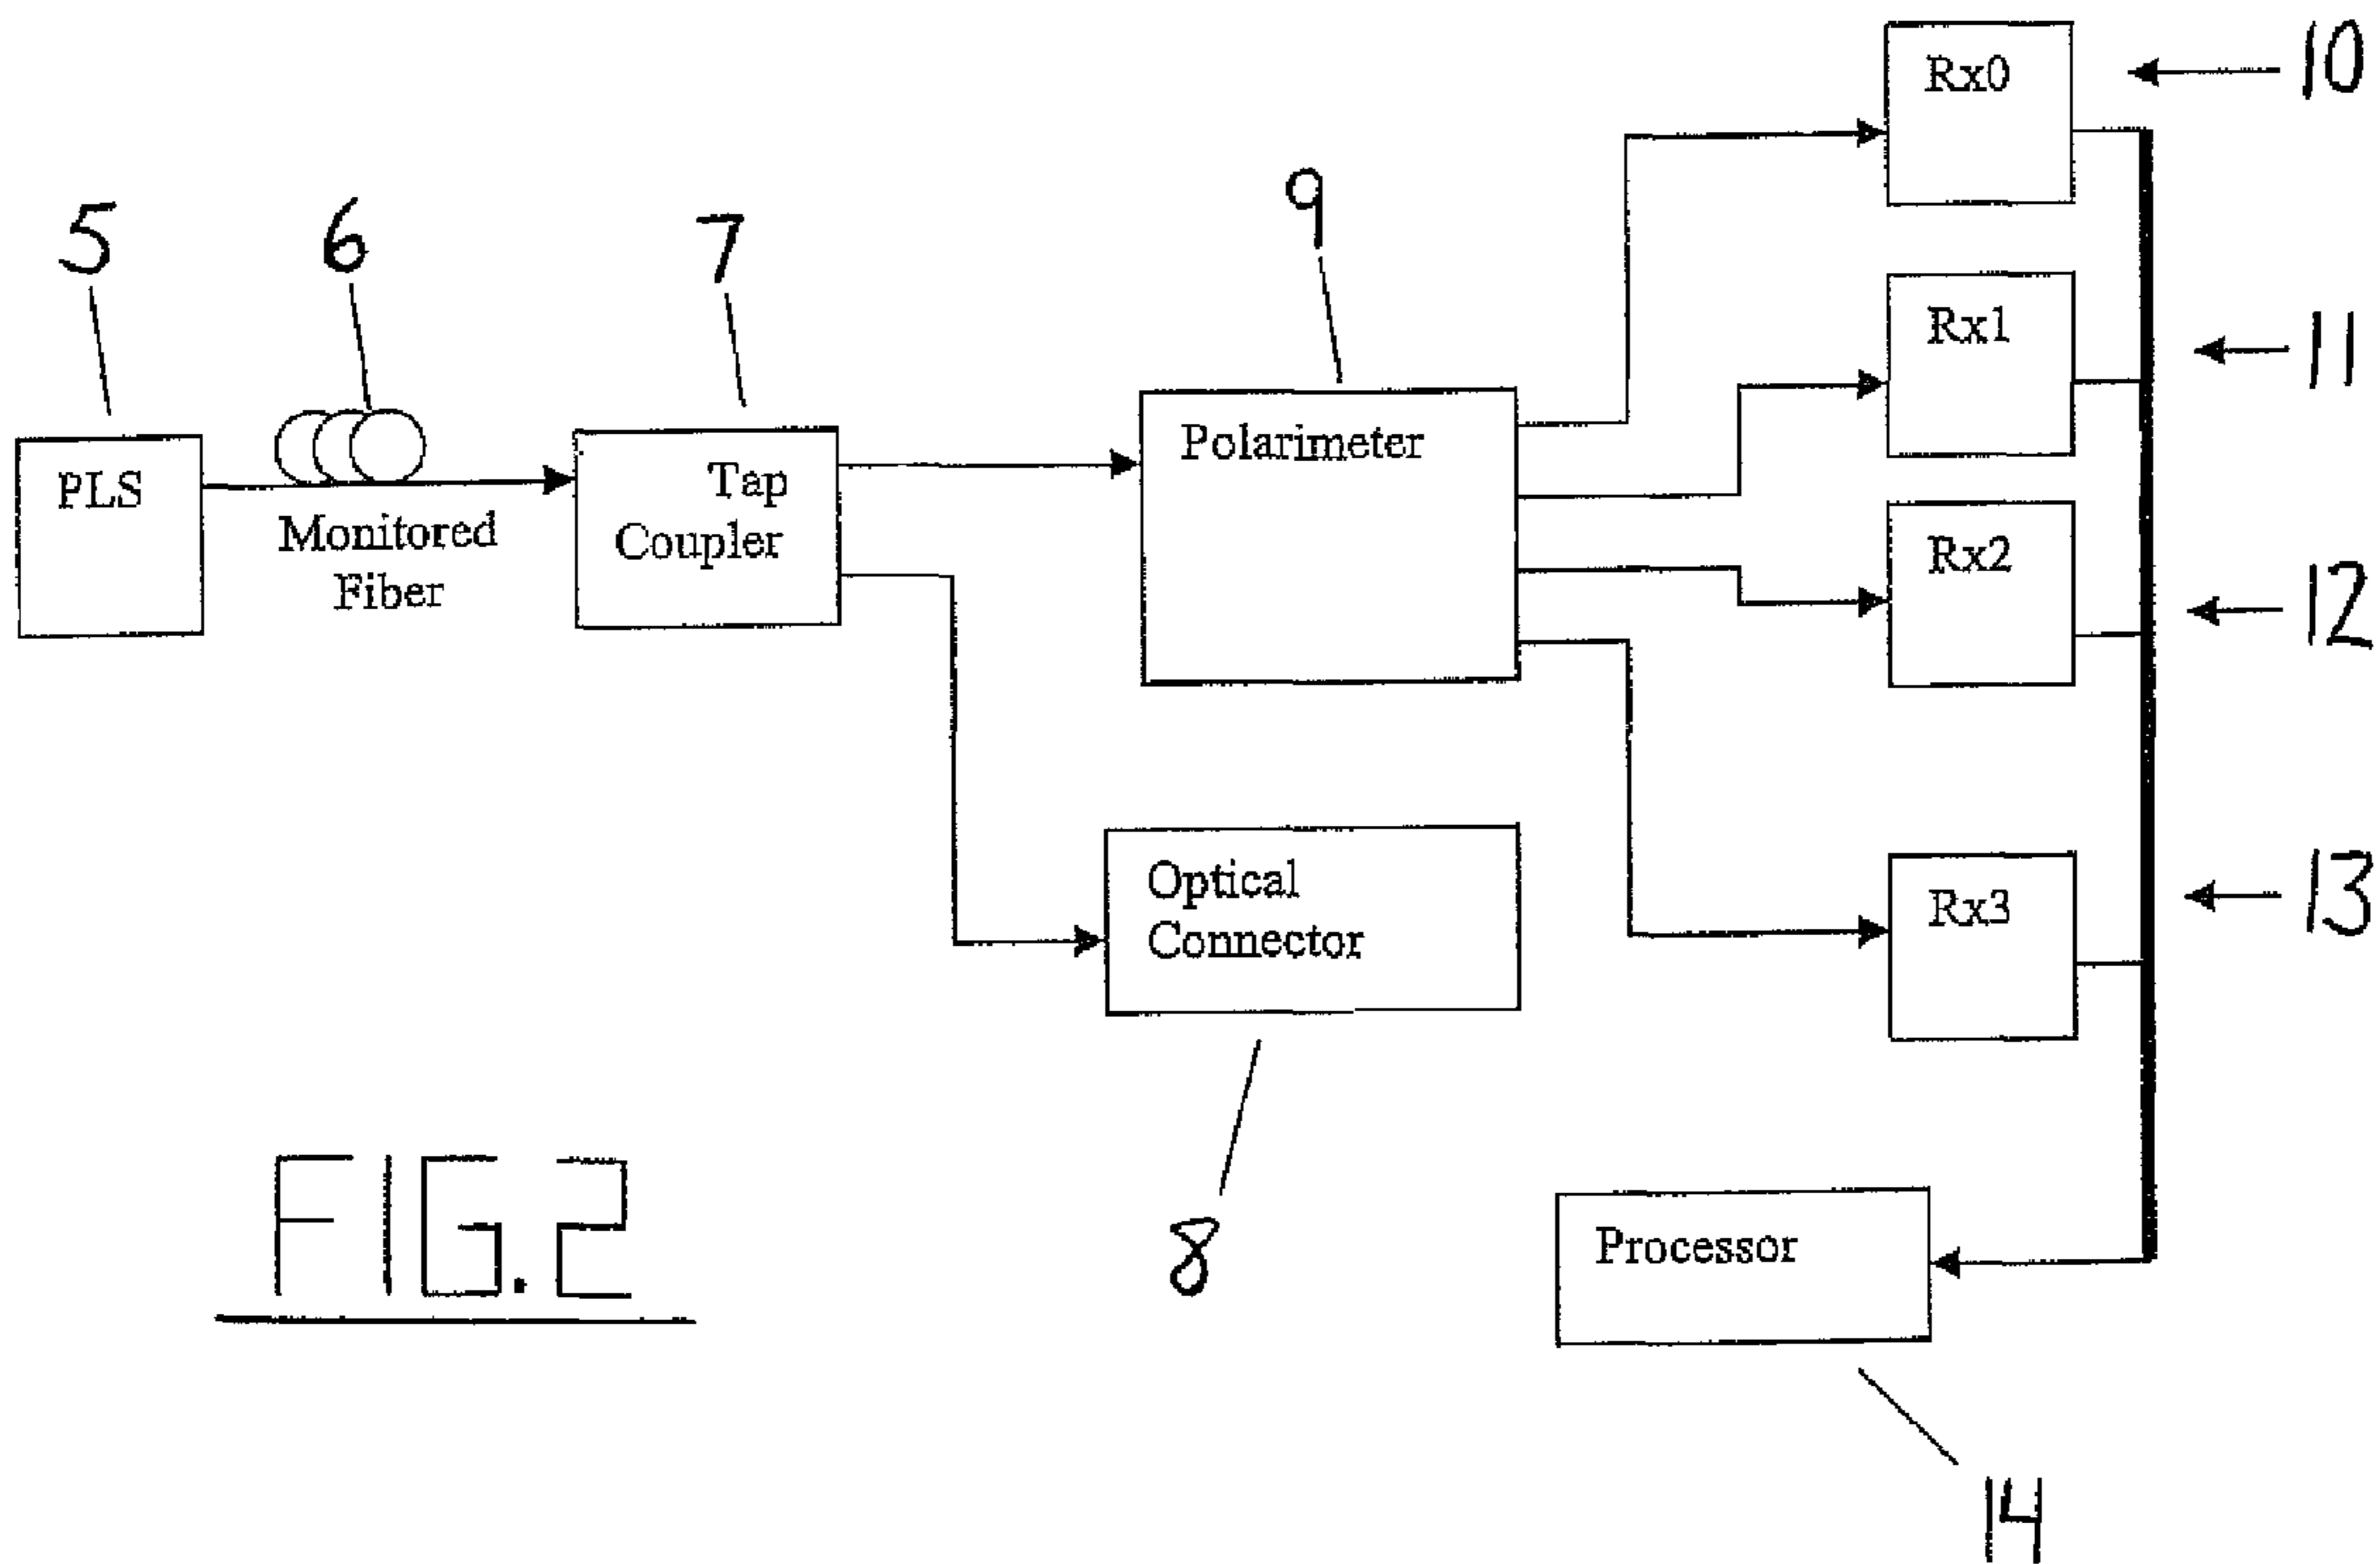 10
Rx0
9
5
6
7
11
Rx1
Polarimeter
PLS
Tap
Coupler
Monitored
Fiber
12
Rx2
13
Rx3
Optical
Connector
8
Processor
14
FIG.2